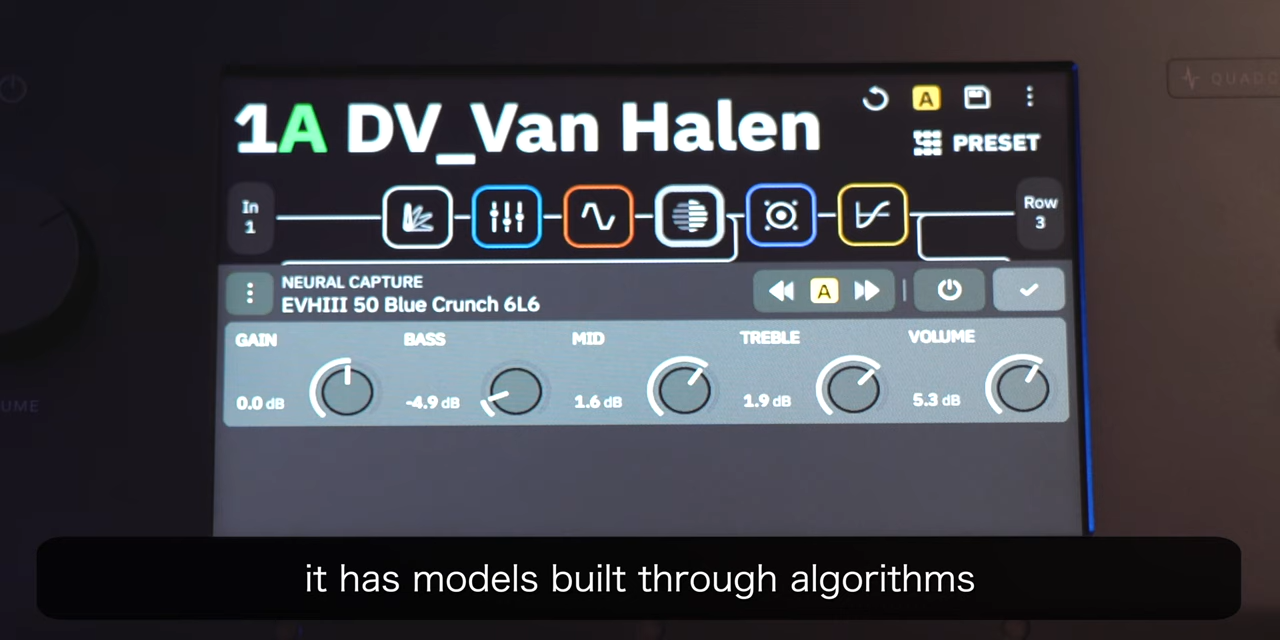 1A DV_Van Halen
A
PRESET
In
1
Row
3
NEURAL CAPTURE
EVHIII 50 Blue Crunch 6L6
A
GAIN
BASS
MID
TREBLE
VOLUME
0.0 dB
-4.9 dB
1.6 dB
1.9 dB
5.3 dB
UME
QUAD
it has models built through algorithms